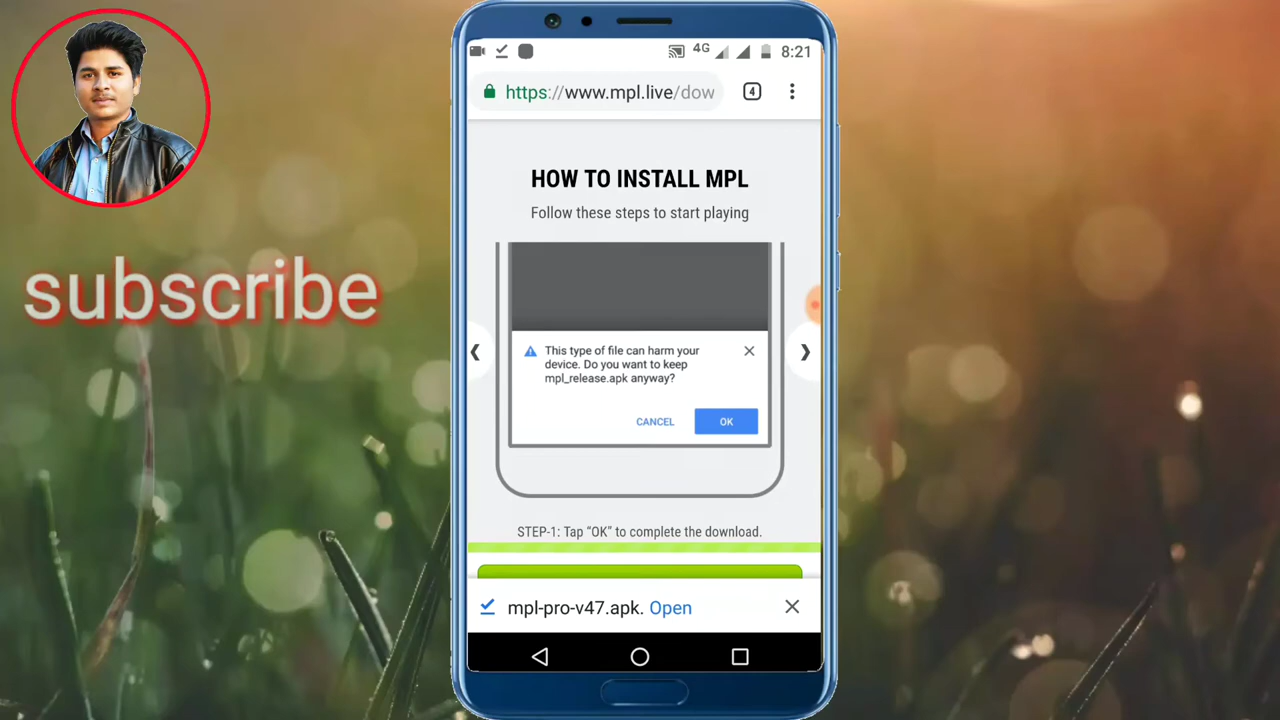 subscribe
4G
8:21
https://www.mpl.live/dow
4
HOW TO INSTALL MPL
Follow these steps to start playing
This type of file can harm your
device. Do you want to keep
mpl_release.apk anyway?
CANCEL
OK
STEP-1: Tap “OK” to complete the download.
mpl-pro-v47.apk. Open